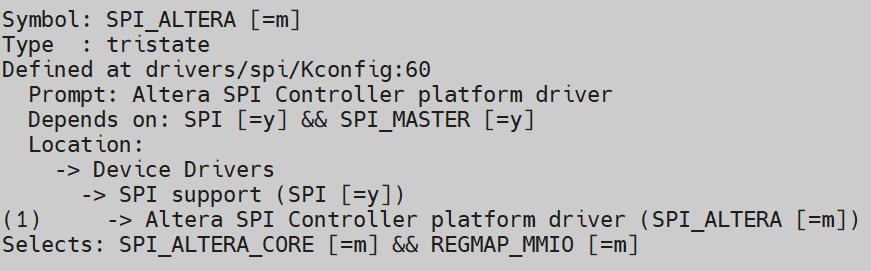 Symbol: SPI_ALTERA [=m]
Type  : tristate
Defined at drivers/spi/Kconfig:60
  Prompt: Altera SPI Controller platform driver
  Depends on: SPI [=y] && SPI_MASTER [=y]
  Location:
    -> Device Drivers
      -> SPI support (SPI [=y])
(1)     -> Altera SPI Controller platform driver (SPI_ALTERA [=m])
Selects: SPI_ALTERA_CORE [=m] && REGMAP_MMIO [=m]